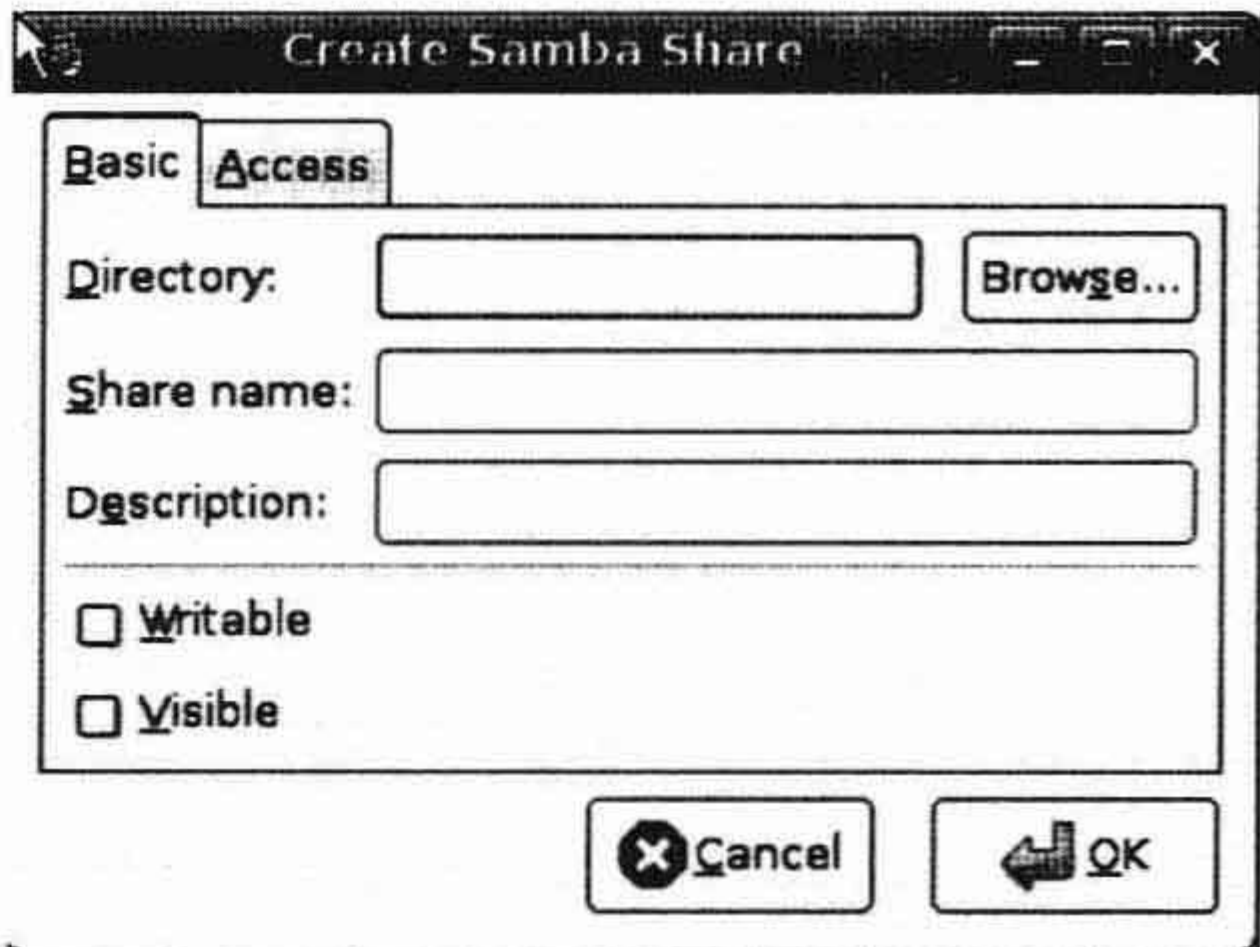 Create Samba Share
Basic Access
Directory: Browse...
Share name:
Description:
Writable
Visible
Cancel OK